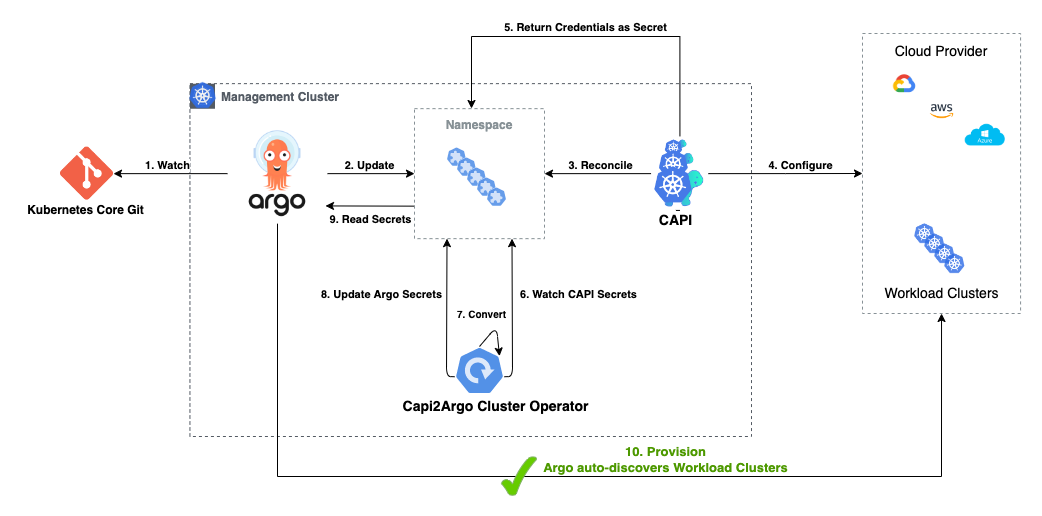 5. Return Credentials as Secret
Cloud Provider
aws
Azure
Management Cluster
Namespace
1. Watch
2. Update
3. Reconcile
4. Configure
argo
Kubernetes Core Git
9. Read Secrets
CAPI
8. Update Argo Secrets
6. Watch CAPI Secrets
7. Convert
Workload Clusters
Capi2Argo Cluster Operator
10. Provision
Argo auto-discovers Workload Clusters